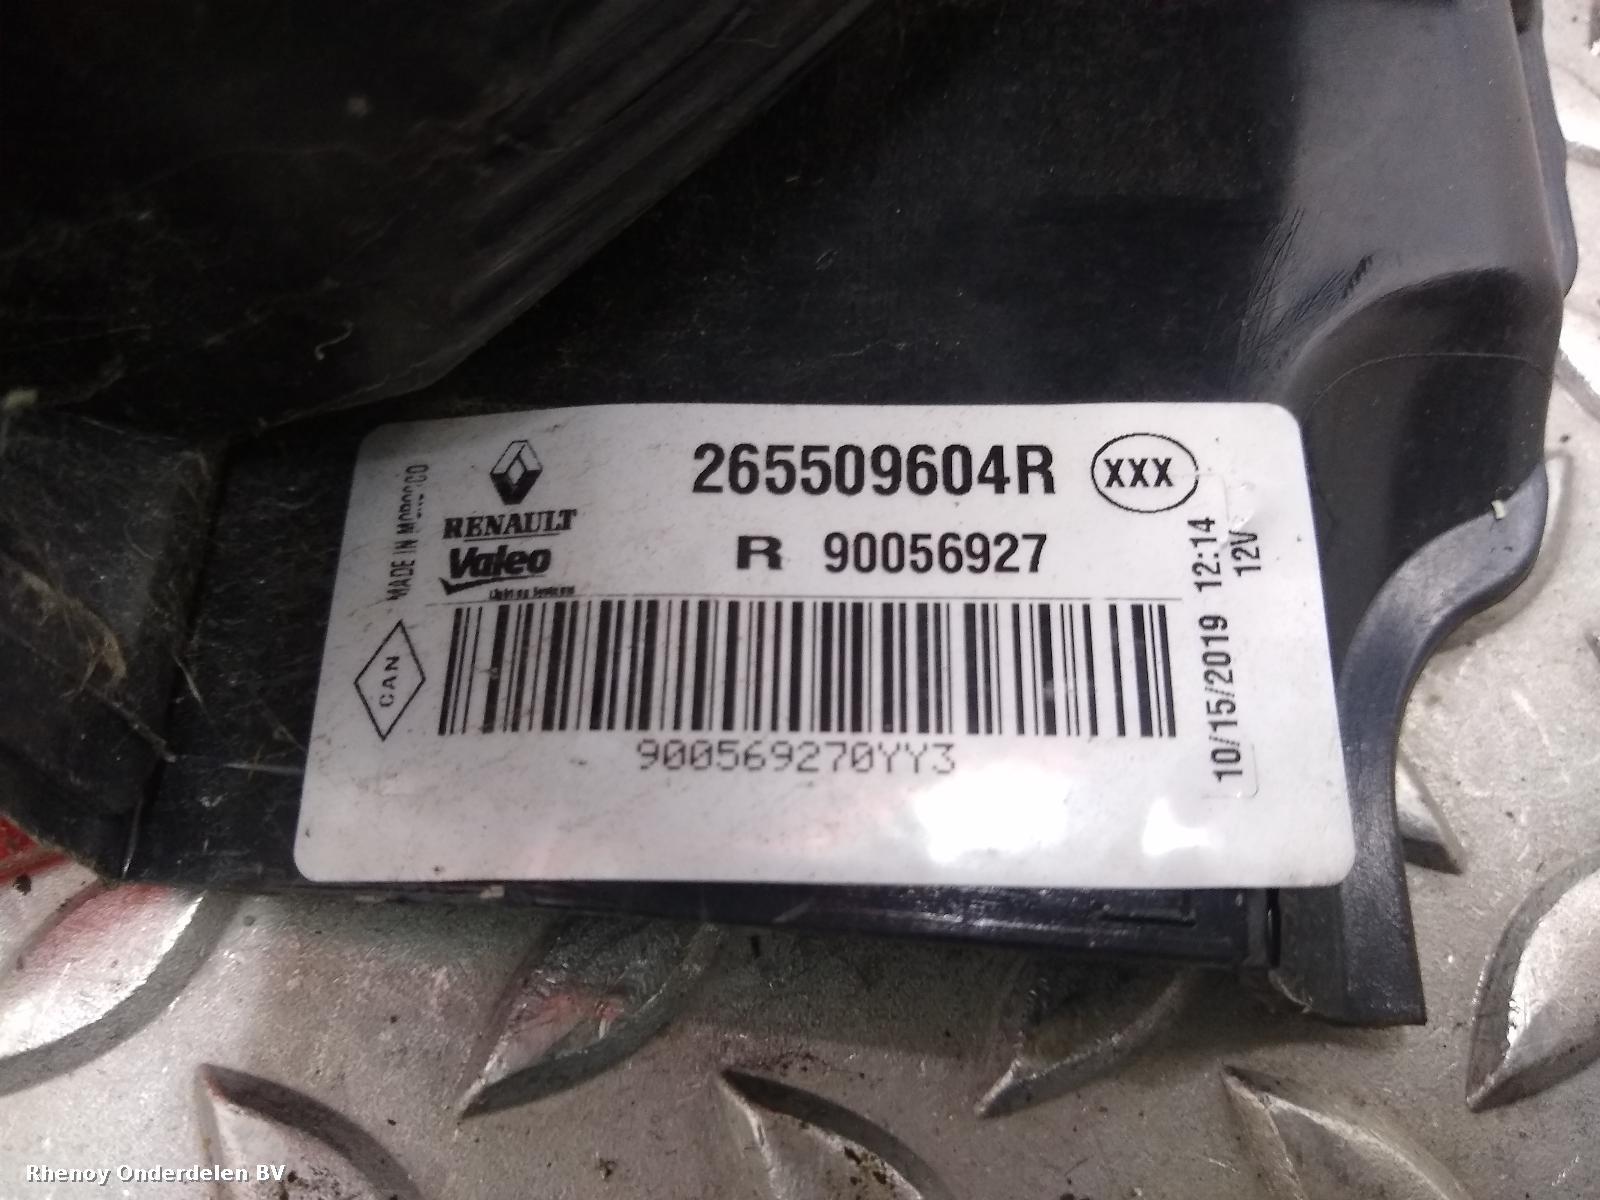 265509604R XXX
RENAULT
R 90056927
Valeo
MADE IN MOROCCO
CAN
900569270YY3
10/15/2019 12:14
12V
Rhenoy Onderdelen BV